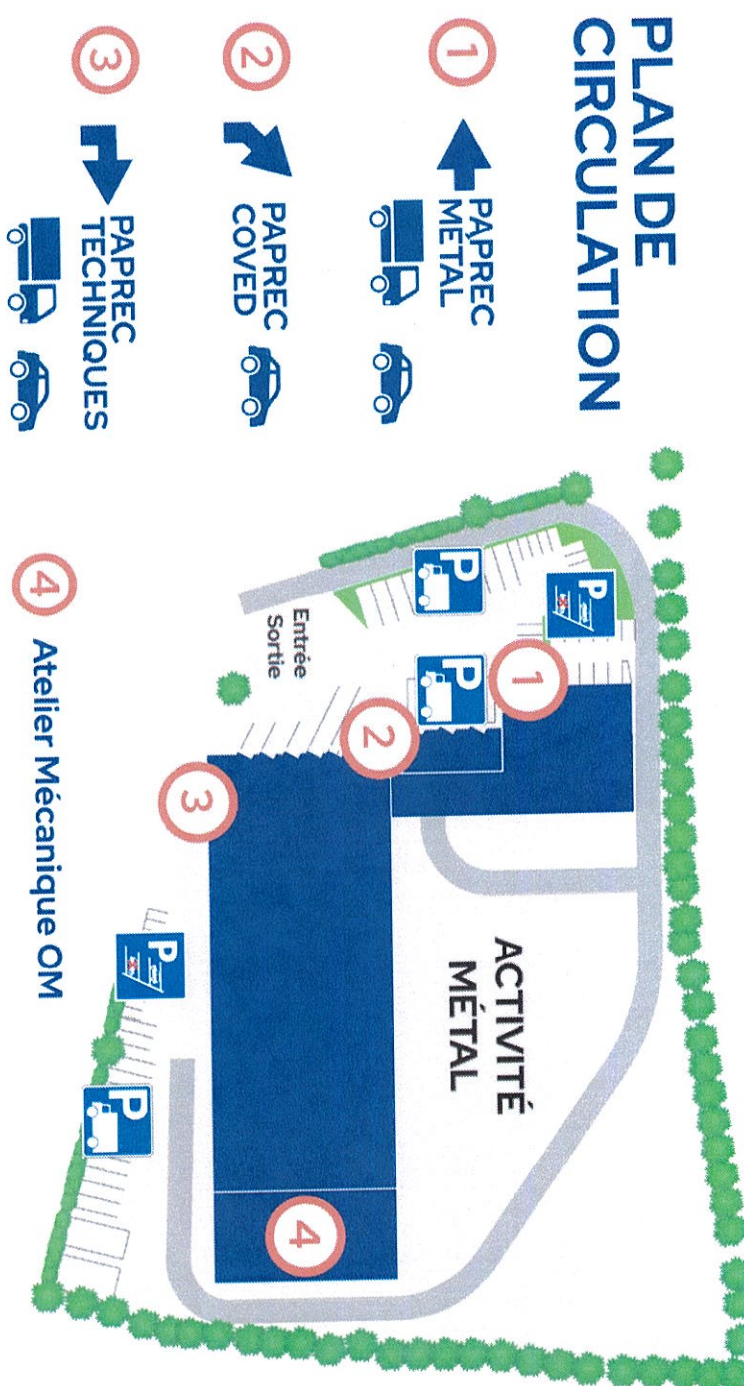 PLAN DE
CIRCULATION
1
PAPREC
MÉTAL
2
PAPREC
COVED
3
PAPREC
TECHNIQUES
4
Atelier Mécanique OM
Entrée
Sortie
P
P
P
1
2
3
4
ACTIVITÉ
MÉTAL
P
P